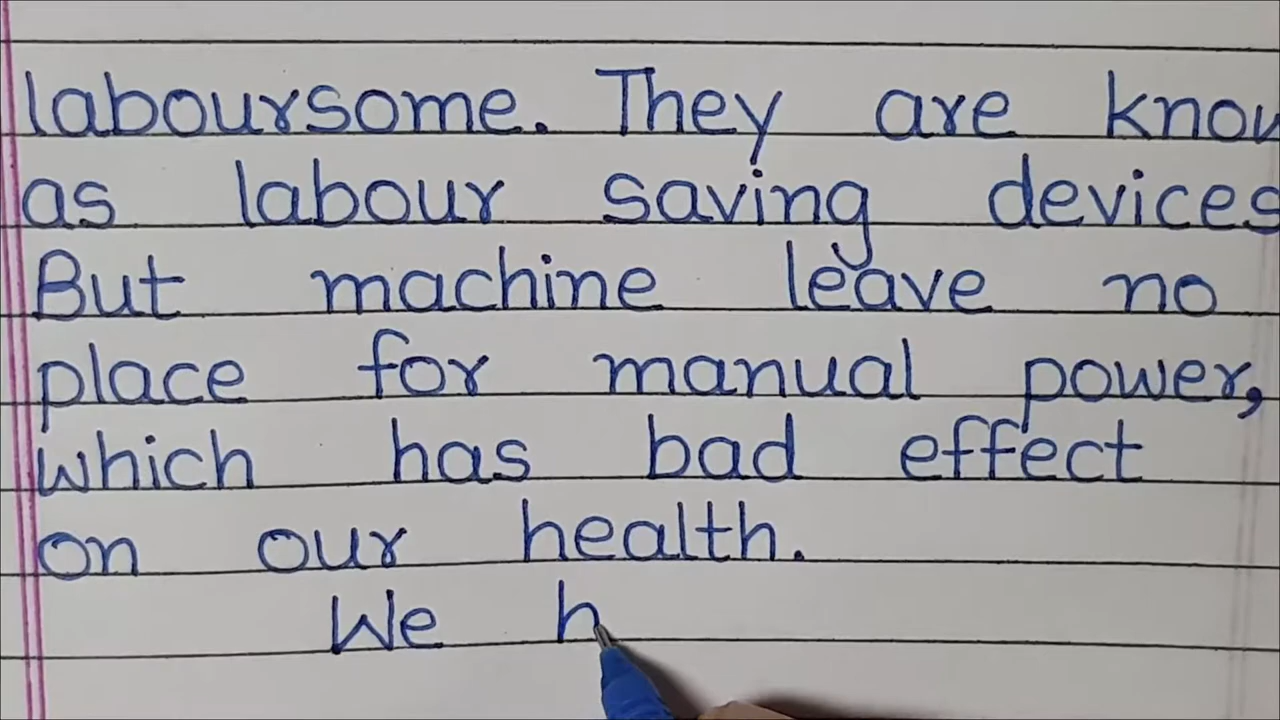 laboursome. They are know
as labour saving devices
But machine leave no
place for manual power,
which has bad effect
on our health.
We h